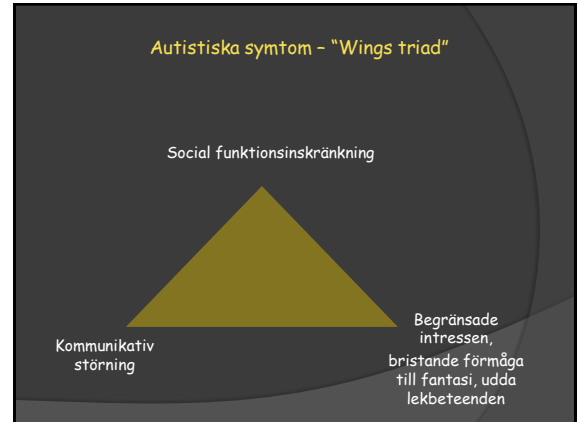 Autistiska symtom – “Wings triad”
Social funktionsinskränkning
Kommunikativ
störning
Begränsade
intressen,
bristande förmåga
till fantasi, udda
lekbeteenden